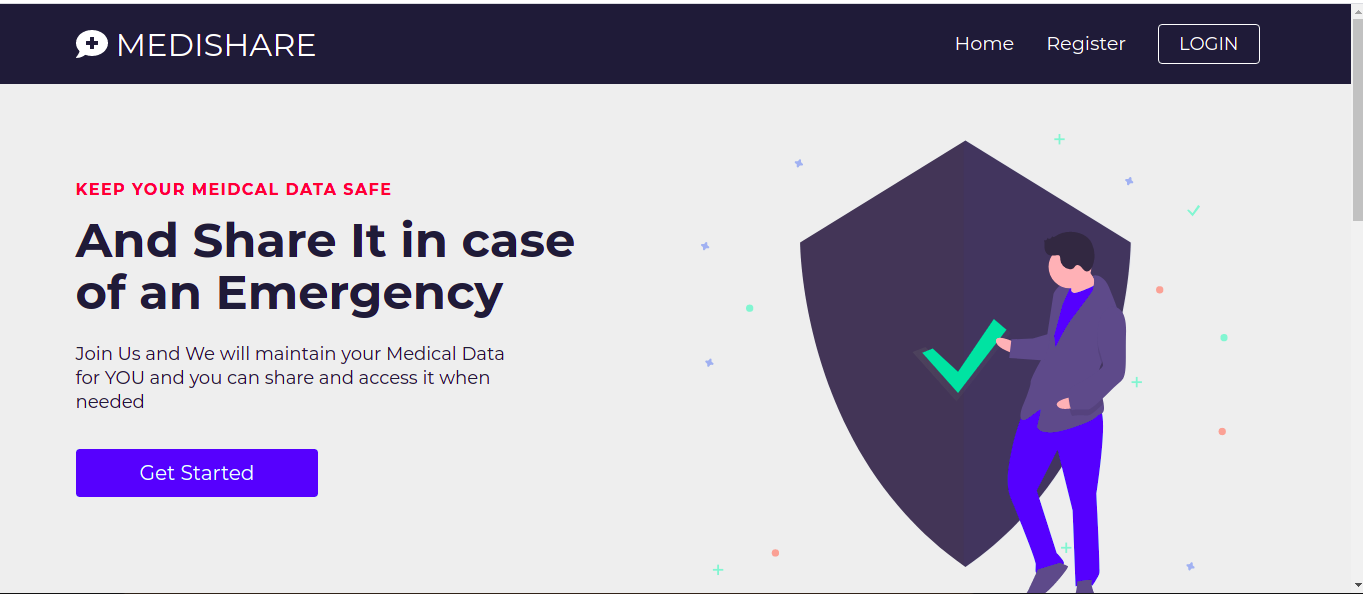 MEDISHARE
Home
Register
LOGIN
KEEP YOUR MEIDCAL DATA SAFE
And Share It in case
of an Emergency
Join Us and We will maintain your Medical Data
for YOU and you can share and access it when
needed
Get Started